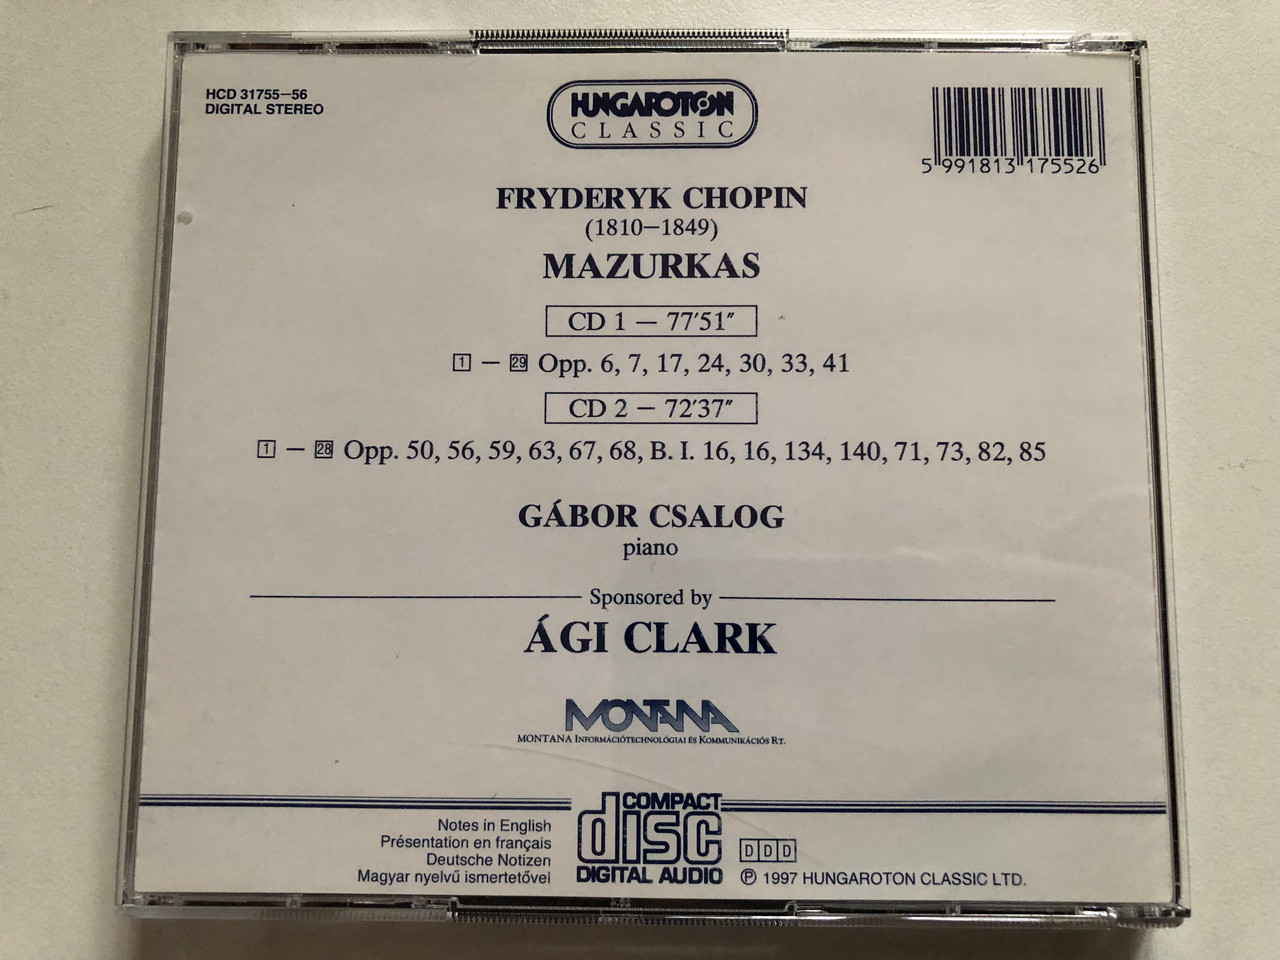 HCD 31755–56
DIGITAL STEREO
HUNGAROTON
CLASSIC
5 991813 175526
FRYDERYK CHOPIN
(1810–1849)
MAZURKAS
CD 1 – 77′51″
1 – 29 Opp. 6, 7, 17, 24, 30, 33, 41
CD 2 – 72′37″
1 – 28 Opp. 50, 56, 59, 63, 67, 68, B. I. 16, 16, 134, 140, 71, 73, 82, 85
GÁBOR CSALOG
piano
Sponsored by
ÁGI CLARK
MONTANA
MONTANA INFORMÁCIÓTECHNOLÓGIAI ÉS KOMMUNIKÁCIÓS RT.
Notes in English
Présentation en français
Deutsche Notizen
Magyar nyelvű ismertetővel
COMPACT
disc
DIGITAL AUDIO
DDD
℗ 1997 HUNGAROTON CLASSIC LTD.